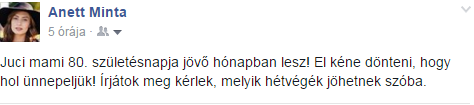 Anett Minta
5 órája ·
Juci mami 80. születésnapja jövő hónapban lesz! El kéne dönteni, hogy
hol ünnepeljük! Írjátok meg kérlek, melyik hétvégék jöhetnek szóba.